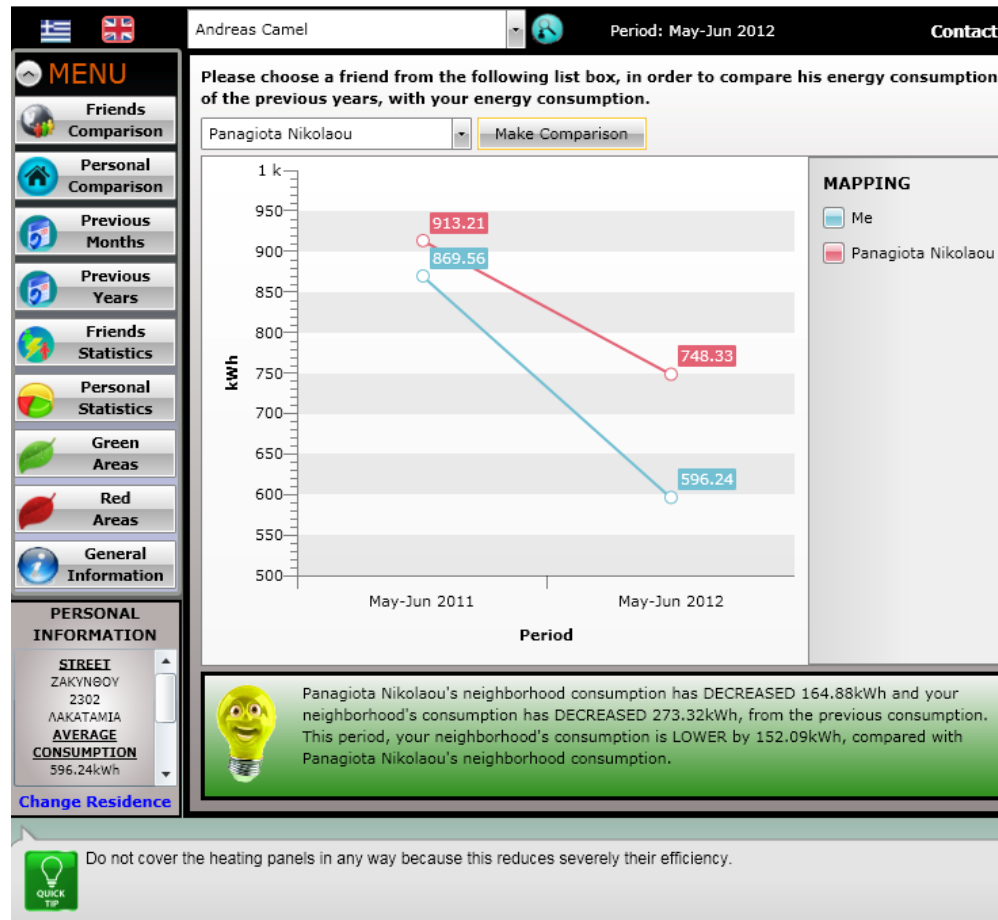 Andreas Camel
Period: May-Jun 2012
Contact
MENU
Friends
Comparison
Personal
Comparison
Previous
Months
Previous
Years
Friends
Statistics
Personal
Statistics
Green
Areas
Red
Areas
General
Information
PERSONAL
INFORMATION
STREET
ΖΑΚΥΝΘΟΥ
2302
ΛΑΚΑΤΑΜΙΑ
AVERAGE
CONSUMPTION
596.24kWh
Change Residence
Please choose a friend from the following list box, in order to compare his energy consumption
of the previous years, with your energy consumption.
Panagiota Nikolaou
Make Comparison
1 k
950
900
850
800
750
700
650
600
550
500
kWh
913.21
869.56
748.33
596.24
May-Jun 2011
May-Jun 2012
Period
MAPPING
Me
Panagiota Nikolaou
Panagiota Nikolaou's neighborhood consumption has DECREASED 164.88kWh and your
neighborhood's consumption has DECREASED 273.32kWh, from the previous consumption.
This period, your neighborhood's consumption is LOWER by 152.09kWh, compared with
Panagiota Nikolaou's neighborhood consumption.
QUICK
TIP
Do not cover the heating panels in any way because this reduces severely their efficiency.